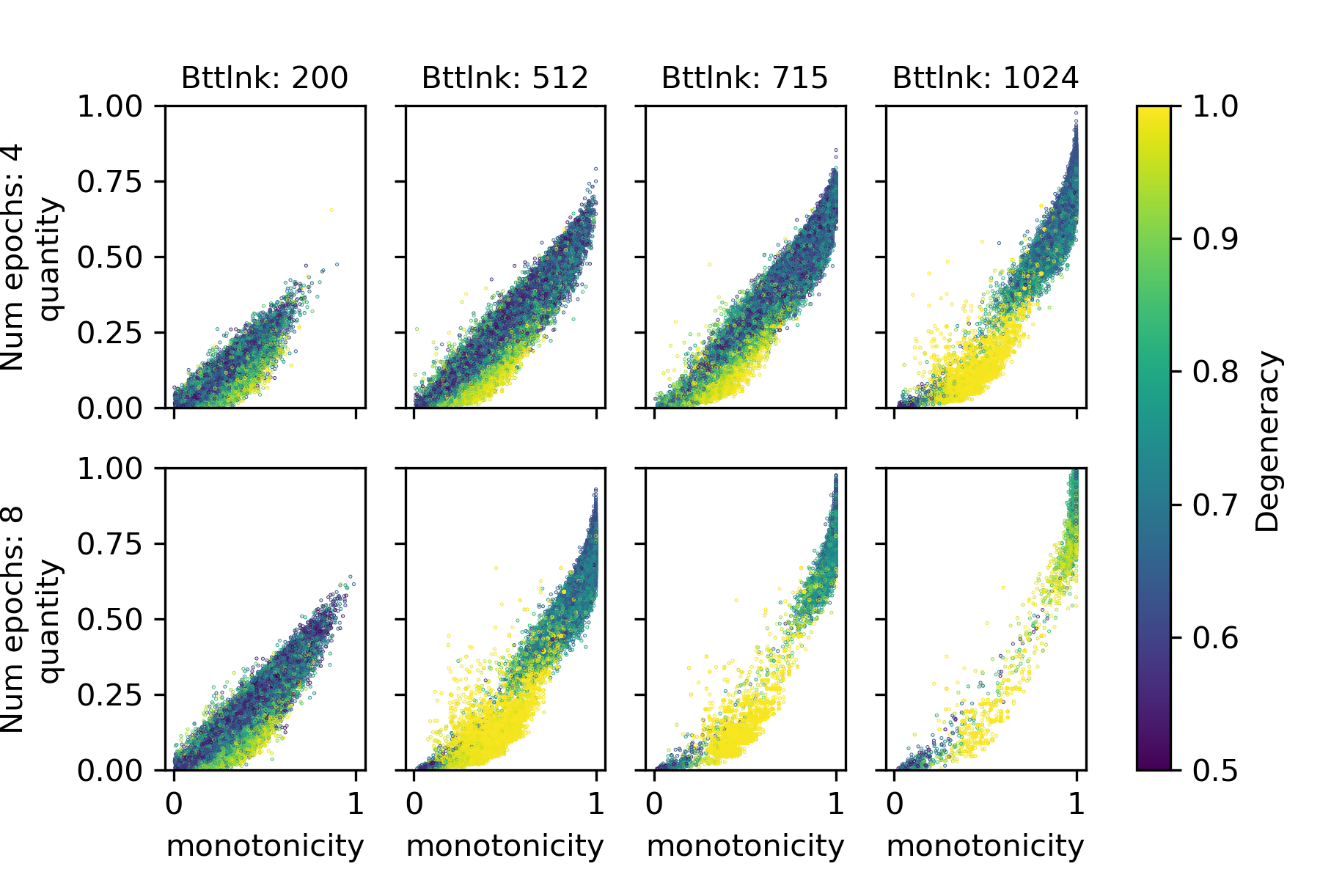 Bttlnk: 200 Bttlnk: 512 Bttlnk: 715 Bttlnk: 1024
Num epochs: 4
quantity
1.00
0.75
0.50
0.25
0.00
Num epochs: 8
quantity
1.00
0.75
0.50
0.25
0.00
0 1 0 1 0 1 0 1
monotonicity monotonicity monotonicity monotonicity
1.0
0.9
0.8
0.7
0.6
0.5
Degeneracy